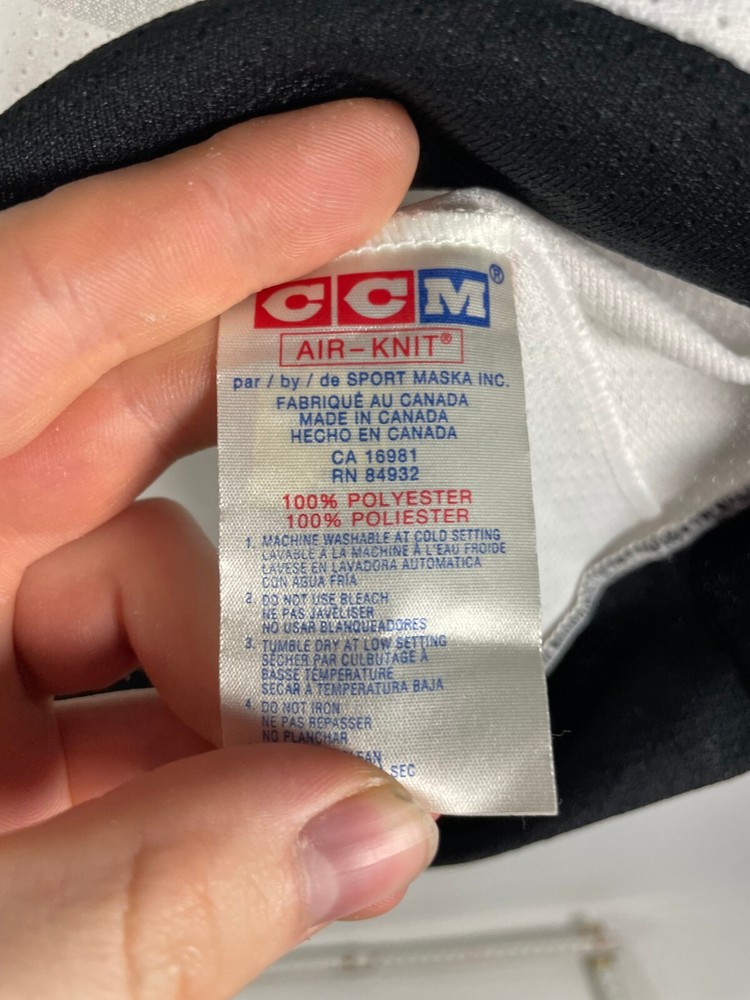 CCM®
AIR-KNIT®
par / by / de SPORT MASKA INC.
FABRIQUÉ AU CANADA
MADE IN CANADA
HECHO EN CANADA
CA 16981
RN 84932
100% POLYESTER
100% POLIESTER
1. MACHINE WASHABLE AT COLD SETTING
LAVABLE À LA MACHINE À L'EAU FROIDE
LAVESE EN LAVADORA AUTOMATICA
CON AGUA FRÍA
2. DO NOT USE BLEACH
NE PAS JAVÉLISER
NO USAR BLANQUEADORES
3. TUMBLE DRY AT LOW SETTING
SÉCHER PAR CULBUTAGE À
BASSE TEMPÉRATURE
SECAR A TEMPERATURA BAJA
4. DO NOT IRON
NE PAS REPASSER
NO PLANCHAR
SEC